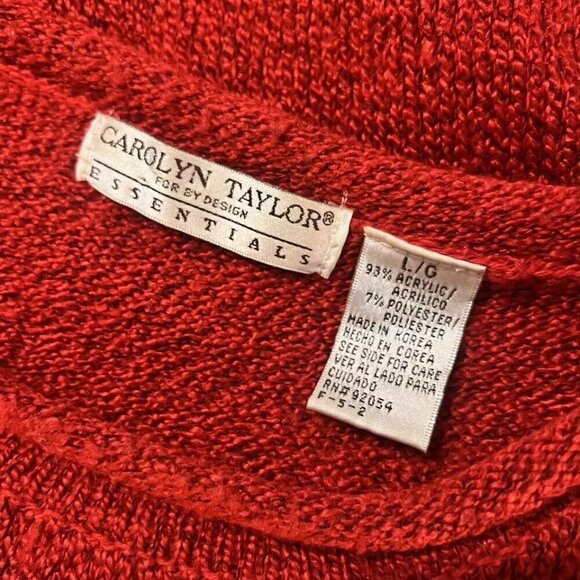 CAROLYN TAYLOR®
FOR BY DESIGN
ESSENTIALS
L/G
93% ACRYLIC/
ACRILICO
7% POLYESTER/
POLIESTER
MADE IN KOREA
HECHO EN COREA
SEE SIDE FOR CARE
VER AL LADO PARA
CUIDADO
RN# 92054
F-5-2